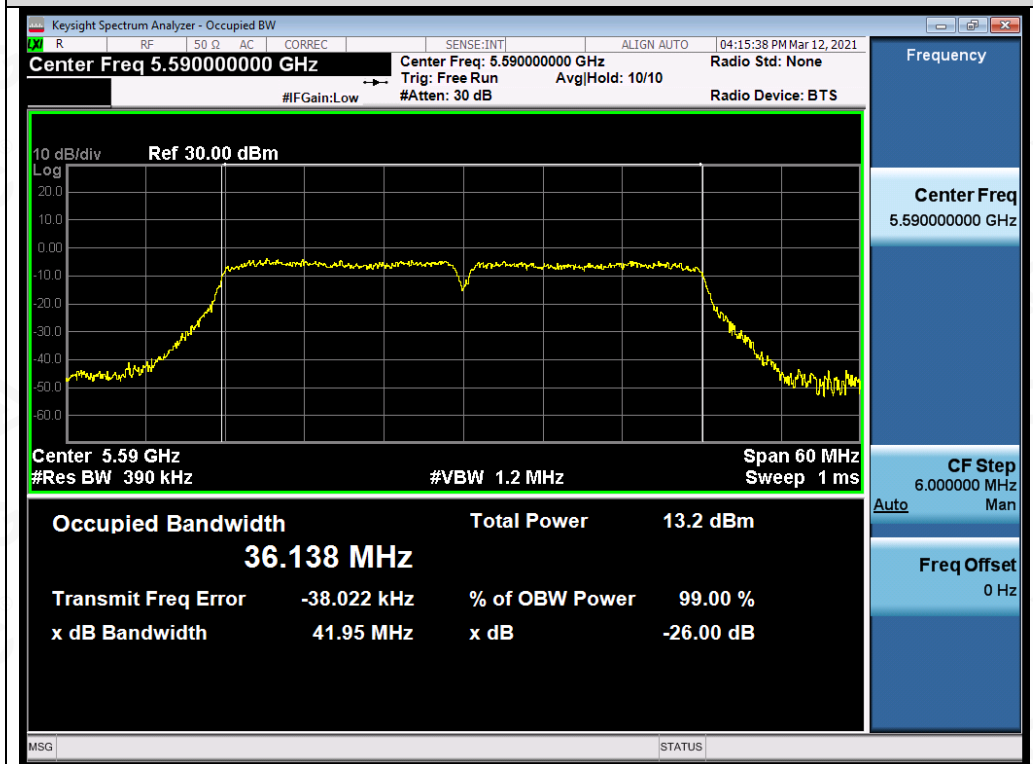 Keysight Spectrum Analyzer - Occupied BW
LXI R RF 50 Ω AC CORREC SENSE:INT ALIGN AUTO 04:15:38 PM Mar 12, 2021
Center Freq 5.590000000 GHz
Center Freq: 5.590000000 GHz
Radio Std: None
Trig: Free Run Avg|Hold: 10/10
#IFGain:Low
#Atten: 30 dB
Radio Device: BTS
Frequency
10 dB/div Ref 30.00 dBm
Log
20.0
10.0
0.00
-10.0
-20.0
-30.0
-40.0
-50.0
-60.0
Center Freq
5.590000000 GHz
Center 5.59 GHz Span 60 MHz
#Res BW 390 kHz #VBW 1.2 MHz Sweep 1 ms
CF Step
6.000000 MHz
Auto Man
Occupied Bandwidth Total Power 13.2 dBm
36.138 MHz
Freq Offset
0 Hz
Transmit Freq Error -38.022 kHz % of OBW Power 99.00 %
x dB Bandwidth 41.95 MHz x dB -26.00 dB
MSG STATUS